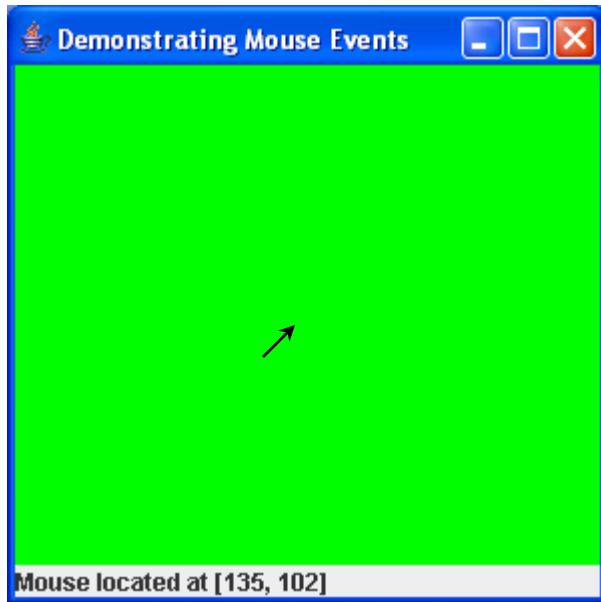 Demonstrating Mouse Events
Mouse located at [135, 102]